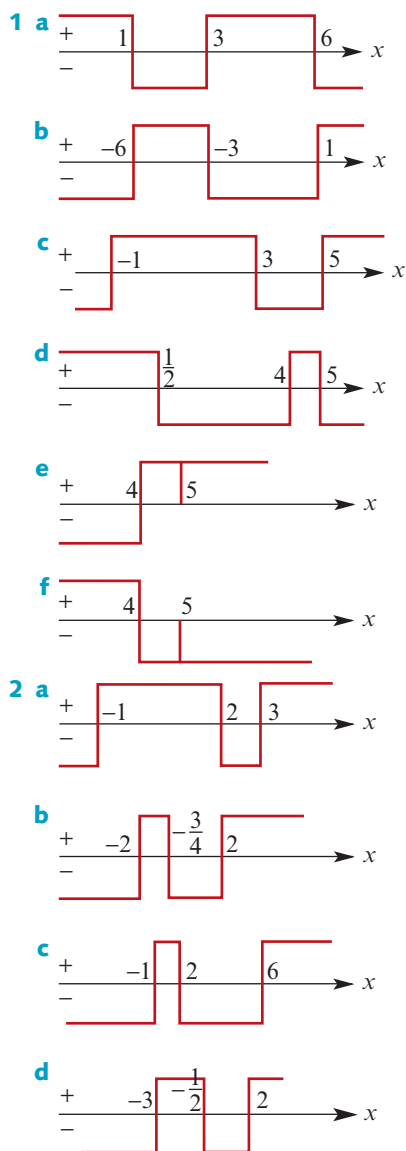 1 a + 1 3 6 x
−
b + −6 −3 1 x
−
c + −1 3 5 x
−
d + 1/2 4 5 x
−
e + 4 5 x
−
f + 4 5 x
−
2 a + −1 2 3 x
−
b + −2 −3/4 2 x
−
c + −1 2 6 x
−
d + −3 −1/2 2 x
−